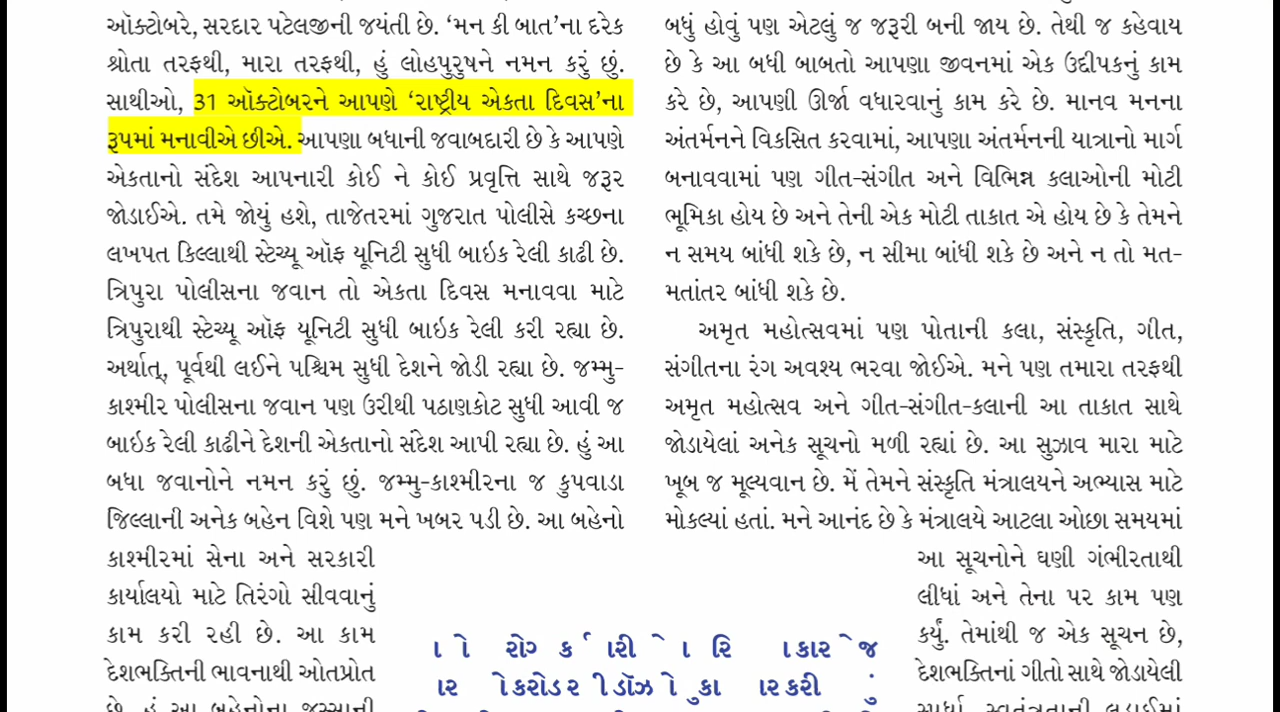 ઑક્ટોબરે, સરદાર પટેલજીની જયંતી છે. ‘મન કી બાત’ના દરેક
શ્રોતા તરફથી, મારા તરફથી, હું લોહપુરુષને નમન કરું છું.
સાથીઓ, 31 ઑક્ટોબરને આપણે ‘રાષ્ટ્રીય એકતા દિવસ’ના
રૂપમાં મનાવીએ છીએ. આપણા બધાની જવાબદારી છે કે આપણે
એકતાનો સંદેશ આપનારી કોઈ ને કોઈ પ્રવૃત્તિ સાથે જરૂર
જોડાઈએ. તમે જોયું હશે, તાજેતરમાં ગુજરાત પોલીસે કચ્છના
લખપત કિલ્લાથી સ્ટેચ્યૂ ઑફ યૂનિટી સુધી બાઇક રેલી કાઢી છે.
ત્રિપુરા પોલીસના જવાન તો એકતા દિવસ મનાવવા માટે
ત્રિપુરાથી સ્ટેચ્યૂ ઑફ યૂનિટી સુધી બાઇક રેલી કરી રહ્યા છે.
અર્થાત્, પૂર્વથી લઈને પશ્ચિમ સુધી દેશને જોડી રહ્યા છે. જમ્મુ-
કાશ્મીર પોલીસના જવાન પણ ઉરીથી પઠાણકોટ સુધી આવી જ
બાઇક રેલી કાઢીને દેશની એકતાનો સંદેશ આપી રહ્યા છે. હું આ
બધા જવાનોને નમન કરું છું. જમ્મુ-કાશ્મીરના જ કુપવાડા
જિલ્લાની અનેક બહેન વિશે પણ મને ખબર પડી છે. આ બહેનો
કાશ્મીરમાં સેના અને સરકારી
કાર્યાલયો માટે તિરંગો સીવવાનું
કામ કરી રહી છે. આ કામ
દેશભક્તિની ભાવનાથી ઓતપ્રોત
છે. હું આ બહેનોના જુસ્સાની
બધું હોવું પણ એટલું જ જરૂરી બની જાય છે. તેથી જ કહેવાય
છે કે આ બધી બાબતો આપણા જીવનમાં એક ઉદ્દીપકનું કામ
કરે છે, આપણી ઊર્જા વધારવાનું કામ કરે છે. માનવ મનના
અંતર્મનને વિકસિત કરવામાં, આપણા અંતર્મનની યાત્રાનો માર્ગ
બનાવવામાં પણ ગીત-સંગીત અને વિભિન્ન કલાઓની મોટી
ભૂમિકા હોય છે અને તેની એક મોટી તાકાત એ હોય છે કે તેમને
ન સમય બાંધી શકે છે, ન સીમા બાંધી શકે છે અને ન તો મત-
મતાંતર બાંધી શકે છે.
અમૃત મહોત્સવમાં પણ પોતાની કલા, સંસ્કૃતિ, ગીત,
સંગીતના રંગ અવશ્ય ભરવા જોઈએ. મને પણ તમારા તરફથી
અમૃત મહોત્સવ અને ગીત-સંગીત-કલાની આ તાકાત સાથે
જોડાયેલાં અનેક સૂચનો મળી રહ્યાં છે. આ સુઝાવ મારા માટે
ખૂબ જ મૂલ્યવાન છે. મેં તેમને સંસ્કૃતિ મંત્રાલયને અભ્યાસ માટે
મોકલ્યાં હતાં. મને આનંદ છે કે મંત્રાલયે આટલા ઓછા સમયમાં
આ સૂચનોને ઘણી ગંભીરતાથી
લીધાં અને તેના પર કામ પણ
કર્યું. તેમાંથી જ એક સૂચન છે,
દેશભક્તિનાં ગીતો સાથે જોડાયેલી
સ્પર્ધા. સ્વતંત્રતાની લડાઈમાં